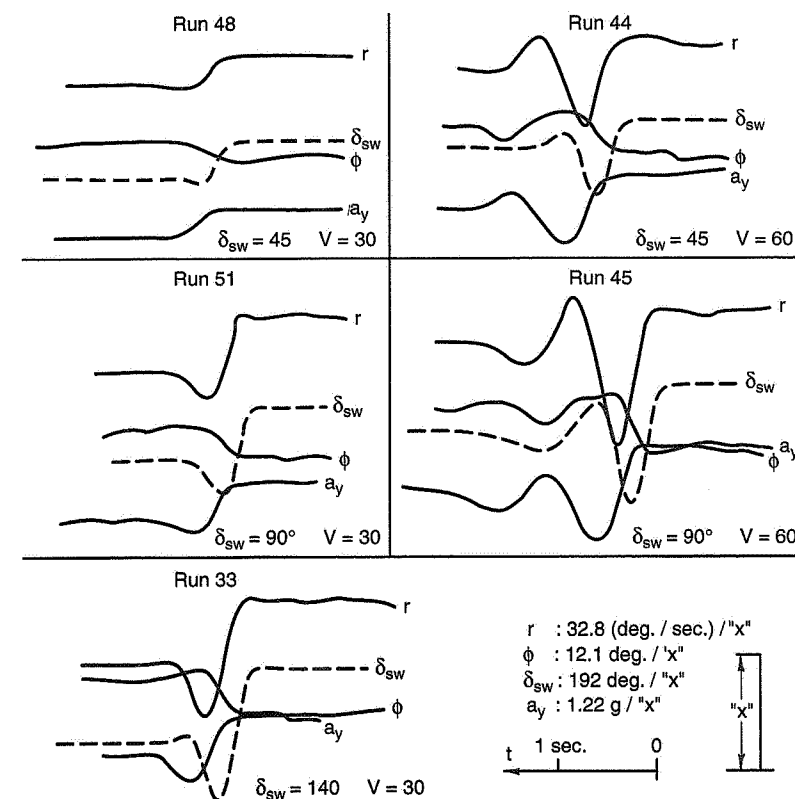 Run 48
r
δsw
ϕ
ay
δsw = 45 V = 30
Run 44
r
δsw
ϕ
ay
δsw = 45 V = 60
Run 51
r
δsw
ϕ
ay
δsw = 90° V = 30
Run 45
r
δsw
ay
ϕ
δsw = 90° V = 60
Run 33
r
δsw
ϕ
ay
δsw = 140 V = 30
r : 32.8 (deg. / sec.) / "x"
ϕ : 12.1 deg. / 'x"
δsw : 192 deg. / "x"
ay : 1.22 g / "x"
"x"
t 1 sec. 0